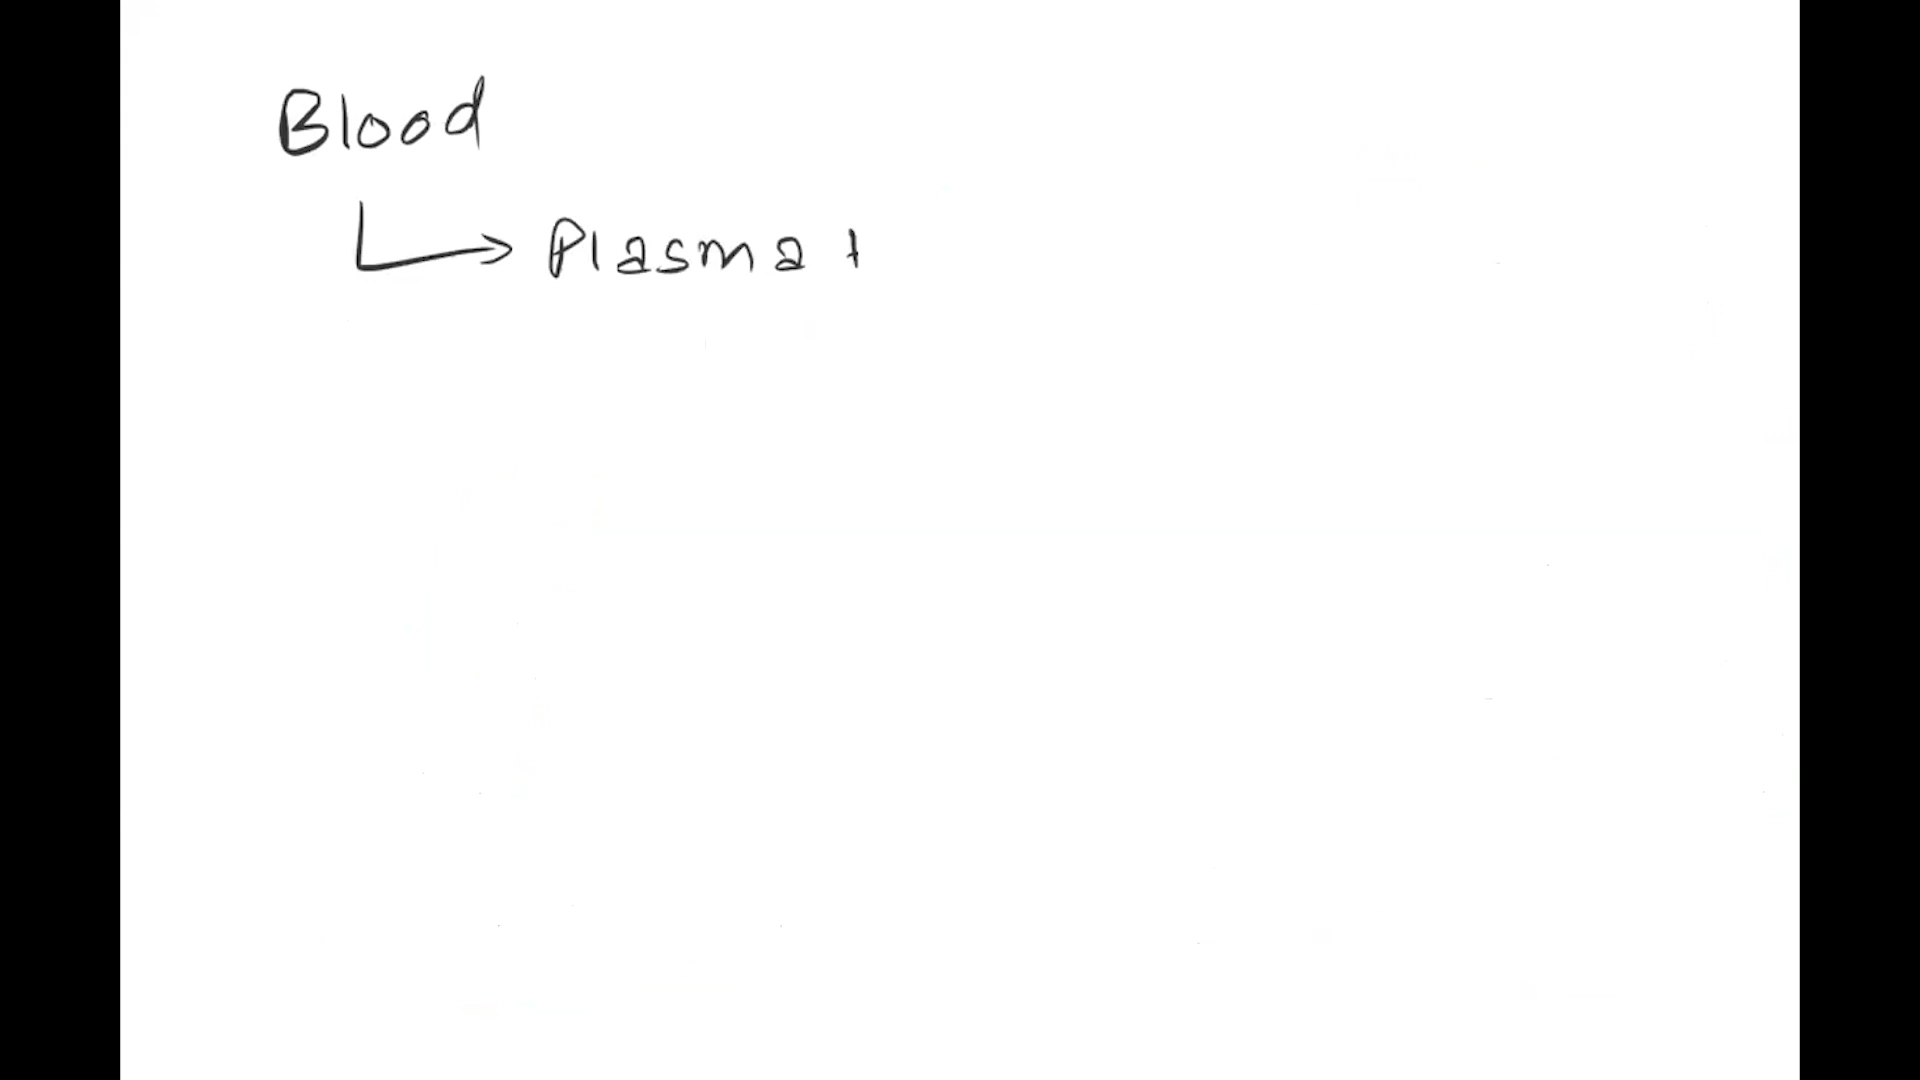 Blood
→ Plasma +